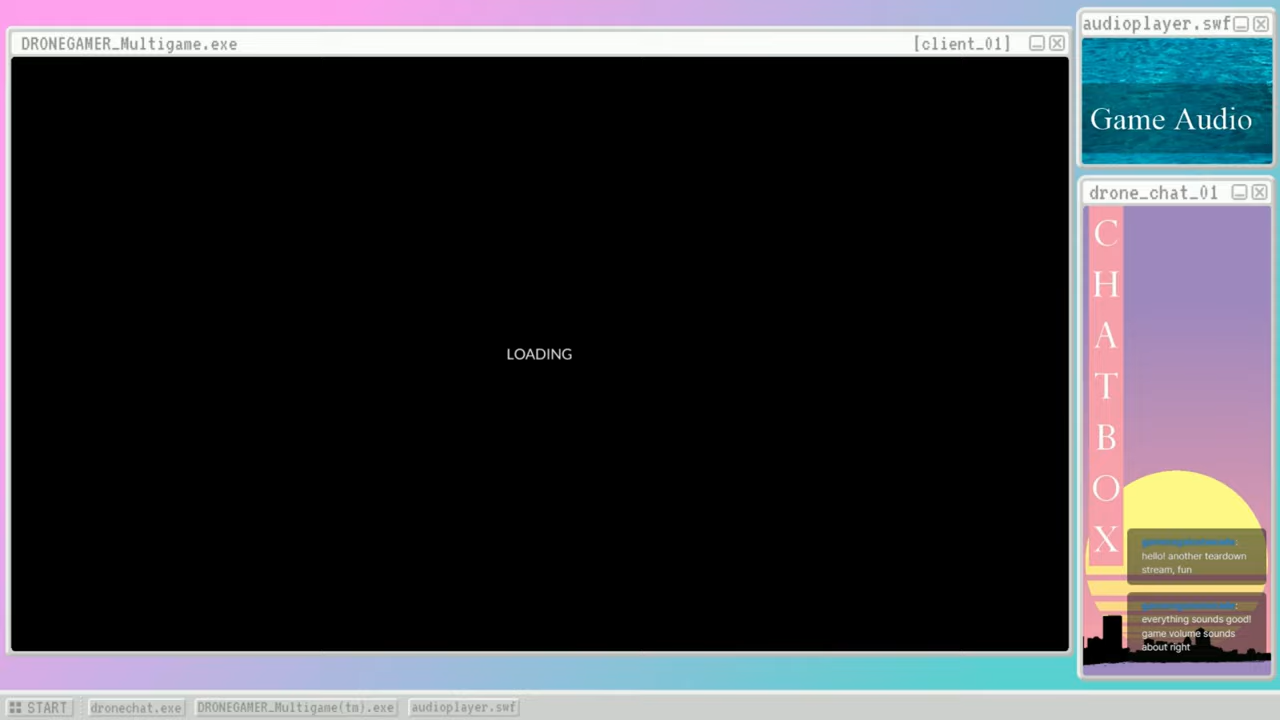 DRONEGAMER_Multigame.exe
[client_01]
LOADING
audioplayer.swf
Game Audio
drone_chat_01
C
H
A
T
B
O
X
hello! another teardown
stream, fun
everything sounds good!
game volume sounds
about right
START
dronechat.exe
DRONEGAMER_Multigame(tm).exe
audioplayer.swf